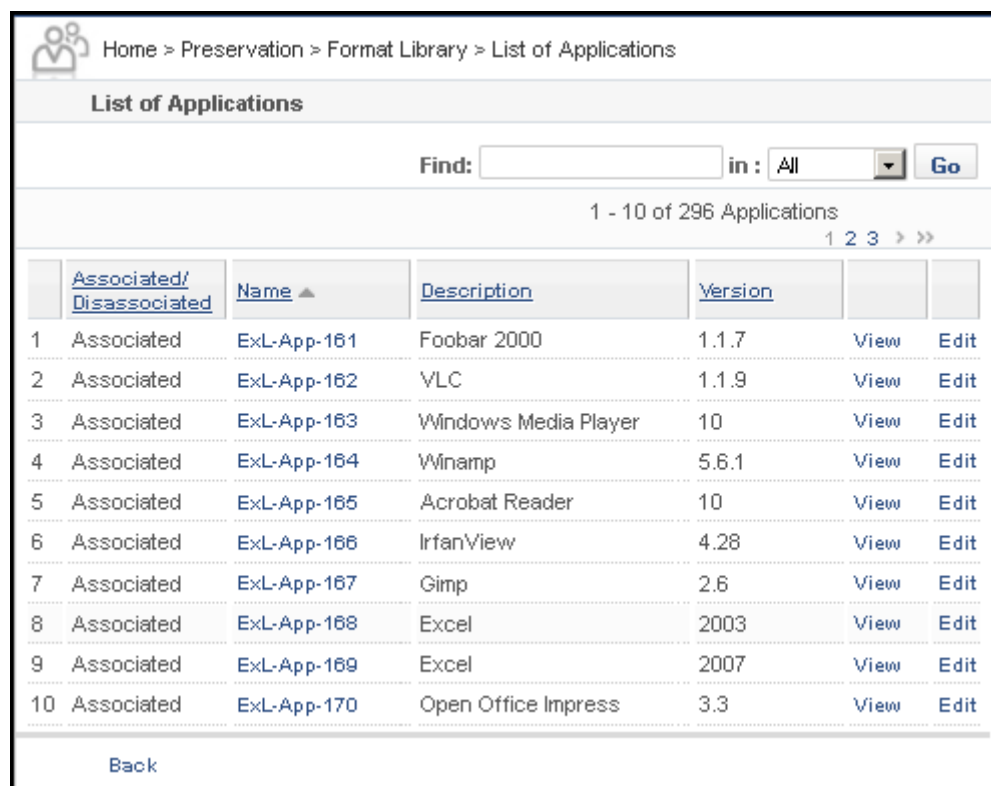 Home > Preservation > Format Library > List of Applications
List of Applications
Find: in : All Go
1 - 10 of 296 Applications
1 2 3 > >>
Associated/ Disassociated Name Description Version
1 Associated ExL-App-161 Foobar 2000 1.1.7 View Edit
2 Associated ExL-App-162 VLC 1.1.9 View Edit
3 Associated ExL-App-163 Windows Media Player 10 View Edit
4 Associated ExL-App-164 Winamp 5.6.1 View Edit
5 Associated ExL-App-165 Acrobat Reader 10 View Edit
6 Associated ExL-App-166 IrfanView 4.28 View Edit
7 Associated ExL-App-167 Gimp 2.6 View Edit
8 Associated ExL-App-168 Excel 2003 View Edit
9 Associated ExL-App-169 Excel 2007 View Edit
10 Associated ExL-App-170 Open Office Impress 3.3 View Edit
Back